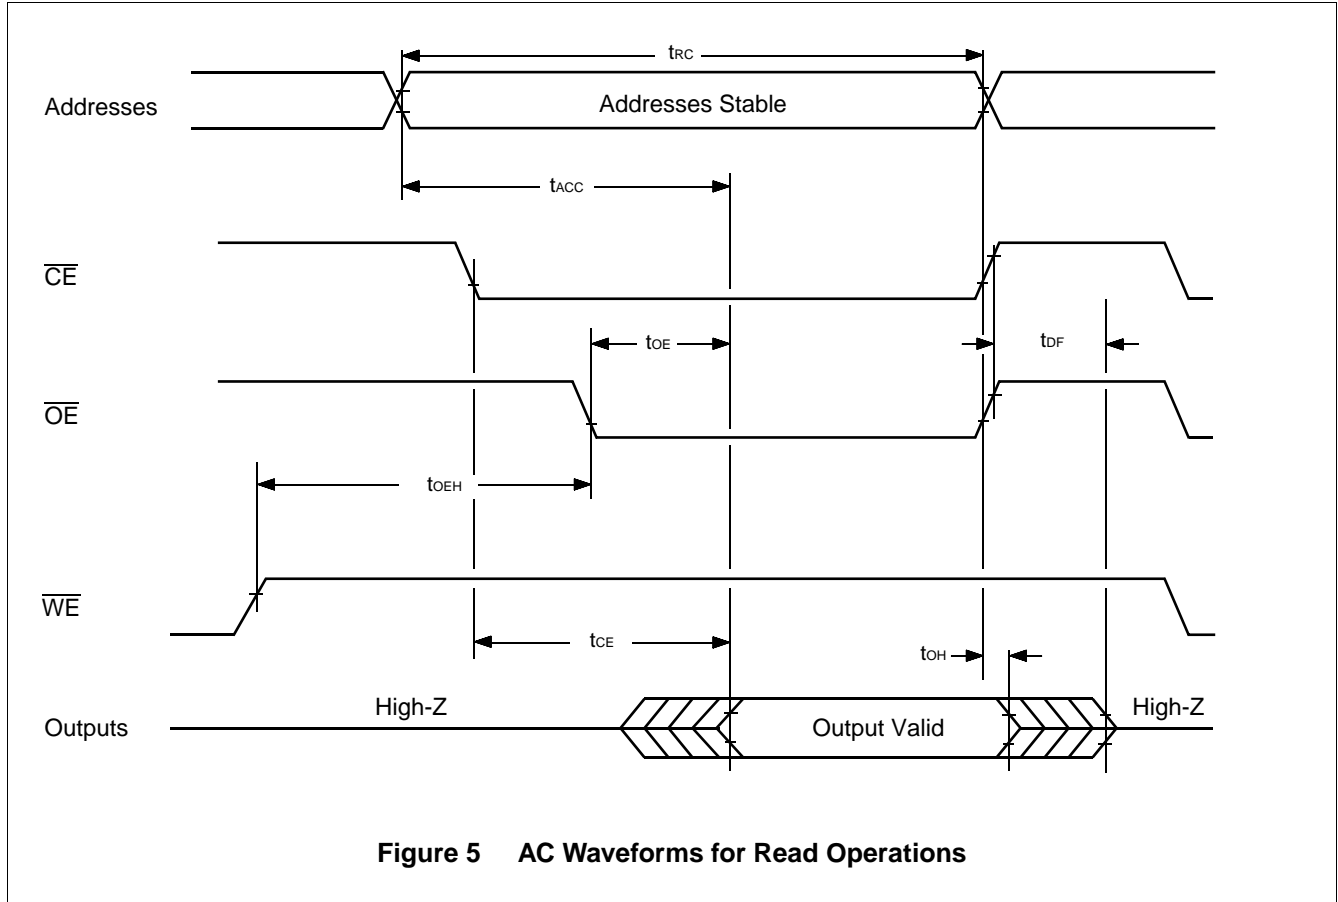 tRC
Addresses
Addresses Stable
tACC
CE
tOE
tDF
OE
tOEH
WE
tCE
tOH
High-Z
High-Z
Outputs
Output Valid
Figure 5 AC Waveforms for Read Operations